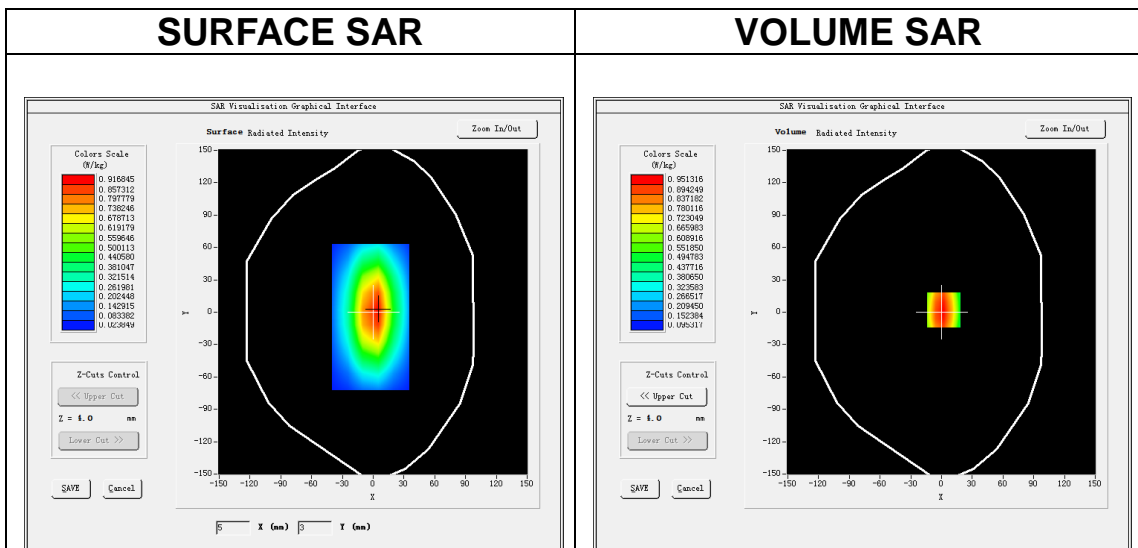 SURFACE SAR
VOLUME SAR
SAR Visualisation Graphical Interface
Surface Radiated Intensity
Zoom In/Out
Colors Scale
(W/kg)
0.916845
0.857312
0.797779
0.738246
0.678713
0.619179
0.559646
0.500113
0.440580
0.381047
0.321514
0.261981
0.202448
0.142915
0.083382
0.023849
150
120
90
60
30
0
-30
-60
-90
-120
-150
Y
-150 -120 -90 -60 -30 0 30 60 90 120 150
X
Z-Cuts Control
<< Upper Cut
Z = 4.0 mm
Lower Cut >>
SAVE Cancel
5 X (mm) 3 Y (mm)
SAR Visualisation Graphical Interface
Volume Radiated Intensity
Zoom In/Out
Colors Scale
(W/kg)
0.951316
0.894249
0.837182
0.780116
0.723049
0.665983
0.608916
0.551850
0.494783
0.437716
0.380650
0.323583
0.266517
0.209450
0.152384
0.095317
150
120
90
60
30
0
-30
-60
-90
-120
-150
Y
-150 -120 -90 -60 -30 0 30 60 90 120 150
X
Z-Cuts Control
<< Upper Cut
Z = 4.0 mm
Lower Cut >>
SAVE Cancel